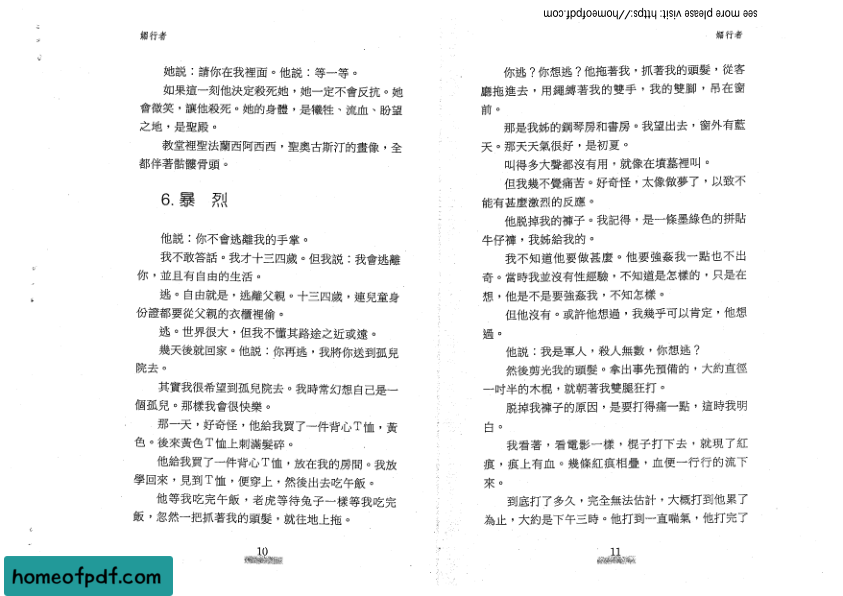 see more please visit: https://homeofpdf.com
媚行者
她説：請你在我裡面。他説：等一等。
如果這一刻他決定殺死她，她一定不會反抗。她
會微笑，讓他殺死。她的身體，是犧牲、流血、盼望
之地，是聖殿。
教堂裡聖法蘭西阿西西，聖奧古斯汀的畫像，全
都伴著骷髏骨頭。
6. 暴　烈
他説：你不會逃離我的手掌。
我不敢答話。我才十三四歲。但我説：我會逃離
你，並且有自由的生活。
逃。自由就是，逃離父親。十三四歲，連兒童身
份證都要從父親的衣櫃裡偷。
逃。世界很大，但我不懂其路途之近或遠。
幾天後就回家。他説：你再逃，我將你送到孤兒
院去。
其實我很希望到孤兒院去。我時常幻想自己是一
個孤兒。那樣我會很快樂。
那一天，好奇怪，他給我買了一件背心T恤，黃
色。後來黃色T恤上刺滿髮碎。
他給我買了一件背心T恤，放在我的房間。我放
學回來，見到T恤，便穿上，然後出去吃午飯。
他等我吃完午飯，老虎等待兔子一樣等我吃完
飯，忽然一把抓著我的頭髮，就往地上拖。
10
媚行者
你逃？你想逃？他拖著我，抓著我的頭髮，從客
廳拖進去，用繩縛著我的雙手，我的雙腳，吊在窗
前。
那是我姊的鋼琴房和書房。我望出去，窗外有藍
天。那天天氣很好，是初夏。
叫得多大聲都沒有用，就像在墳墓裡叫。
但我幾不覺痛苦。好奇怪，太像做夢了，以致不
能有甚麼激烈的反應。
他脫掉我的褲子。我記得，是一條墨綠色的拼貼
牛仔褲，我姊給我的。
我不知道他要做甚麼。他要強姦我一點也不出
奇。當時我並沒有性經驗，不知道是怎樣的，只是在
想，他是不是要強姦我，不知怎樣。
但他沒有。或許他想過，我幾乎可以肯定，他想
過。
他説：我是軍人，殺人無數，你想逃？
然後剪光我的頭髮。拿出事先預備的，大約直徑
一吋半的木棍，就朝著我雙腿狂打。
脫掉我褲子的原因，是要打得痛一點，這時我明
白。
我看著，看電影一樣，棍子打下去，就現了紅
痕，痕上有血。幾條紅痕相疊，血便一行行的流下
來。
到底打了多久，完全無法估計，大概打到他累了
為止，大約是下午三時。他打到一直喘氣，他打完了
11
homeofpdf.com